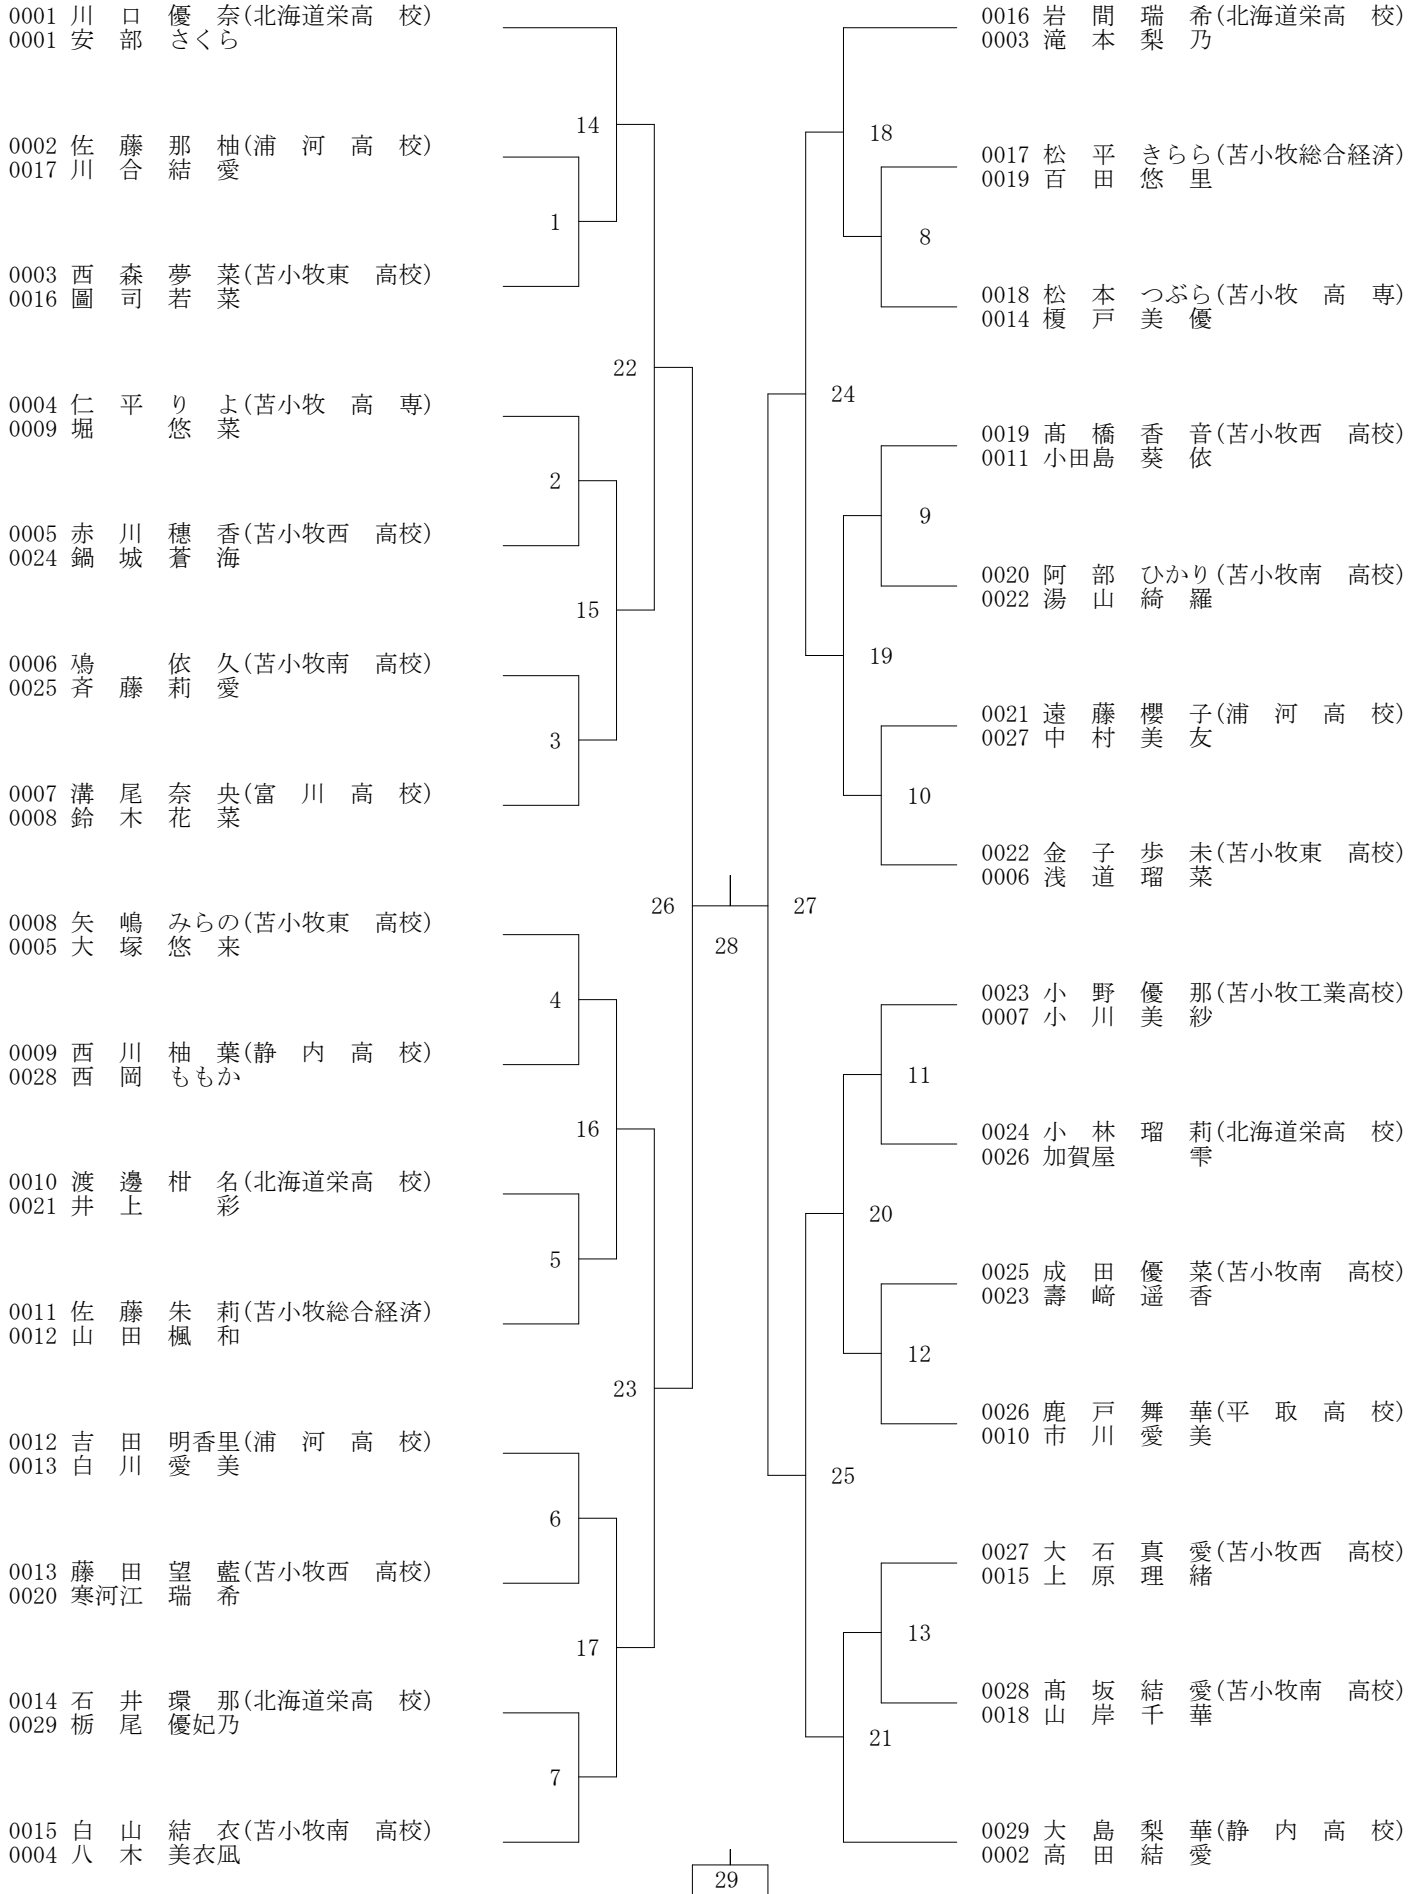 0001 川　口　優　奈(北海道栄高　校)
0001 安　部　さくら
14
0002 佐　藤　那　柚(浦　河　高　校)
0017 川　合　結　愛
1
0003 西　森　夢　菜(苫小牧東　高校)
0016 圖　司　若　菜
22
0004 仁　平　り　よ(苫小牧　高　専)
0009 堀　　　悠　菜
2
0005 赤　川　穂　香(苫小牧西　高校)
0024 鍋　城　蒼　海
15
0006 鳰　　　依　久(苫小牧南　高校)
0025 斉　藤　莉　愛
3
0007 溝　尾　奈　央(富　川　高　校)
0008 鈴　木　花　菜
26
0008 矢　嶋　みらの(苫小牧東　高校)
0005 大　塚　悠　来
4
0009 西　川　柚　葉(静　内　高　校)
0028 西　岡　ももか
16
0010 渡　邊　柑　名(北海道栄高　校)
0021 井　上　　　彩
5
0011 佐　藤　朱　莉(苫小牧総合経済)
0012 山　田　楓　和
23
0012 吉　田　明香里(浦　河　高　校)
0013 白　川　愛　美
6
0013 藤　田　望　藍(苫小牧西　高校)
0020 寒河江　瑞　希
17
0014 石　井　環　那(北海道栄高　校)
0029 栃　尾　優妃乃
7
0015 白　山　結　衣(苫小牧南　高校)
0004 八　木　美衣凪
28
29
0016 岩　間　瑞　希(北海道栄高　校)
0003 滝　本　梨　乃
18
0017 松　平　きらら(苫小牧総合経済)
0019 百　田　悠　里
8
0018 松　本　つぶら(苫小牧　高　専)
0014 榎　戸　美　優
24
0019 髙　橋　香　音(苫小牧西　高校)
0011 小田島　葵　依
9
0020 阿　部　ひかり(苫小牧南　高校)
0022 湯　山　綺　羅
19
0021 遠　藤　櫻　子(浦　河　高　校)
0027 中　村　美　友
10
0022 金　子　歩　未(苫小牧東　高校)
0006 浅　道　瑠　菜
27
0023 小　野　優　那(苫小牧工業高校)
0007 小　川　美　紗
11
0024 小　林　瑠　莉(北海道栄高　校)
0026 加賀屋　　　雫
20
0025 成　田　優　菜(苫小牧南　高校)
0023 壽　﨑　遥　香
12
0026 鹿　戸　舞　華(平　取　高　校)
0010 市　川　愛　美
25
0027 大　石　真　愛(苫小牧西　高校)
0015 上　原　理　緒
13
0028 髙　坂　結　愛(苫小牧南　高校)
0018 山　岸　千　華
21
0029 大　島　梨　華(静　内　高　校)
0002 高　田　結　愛